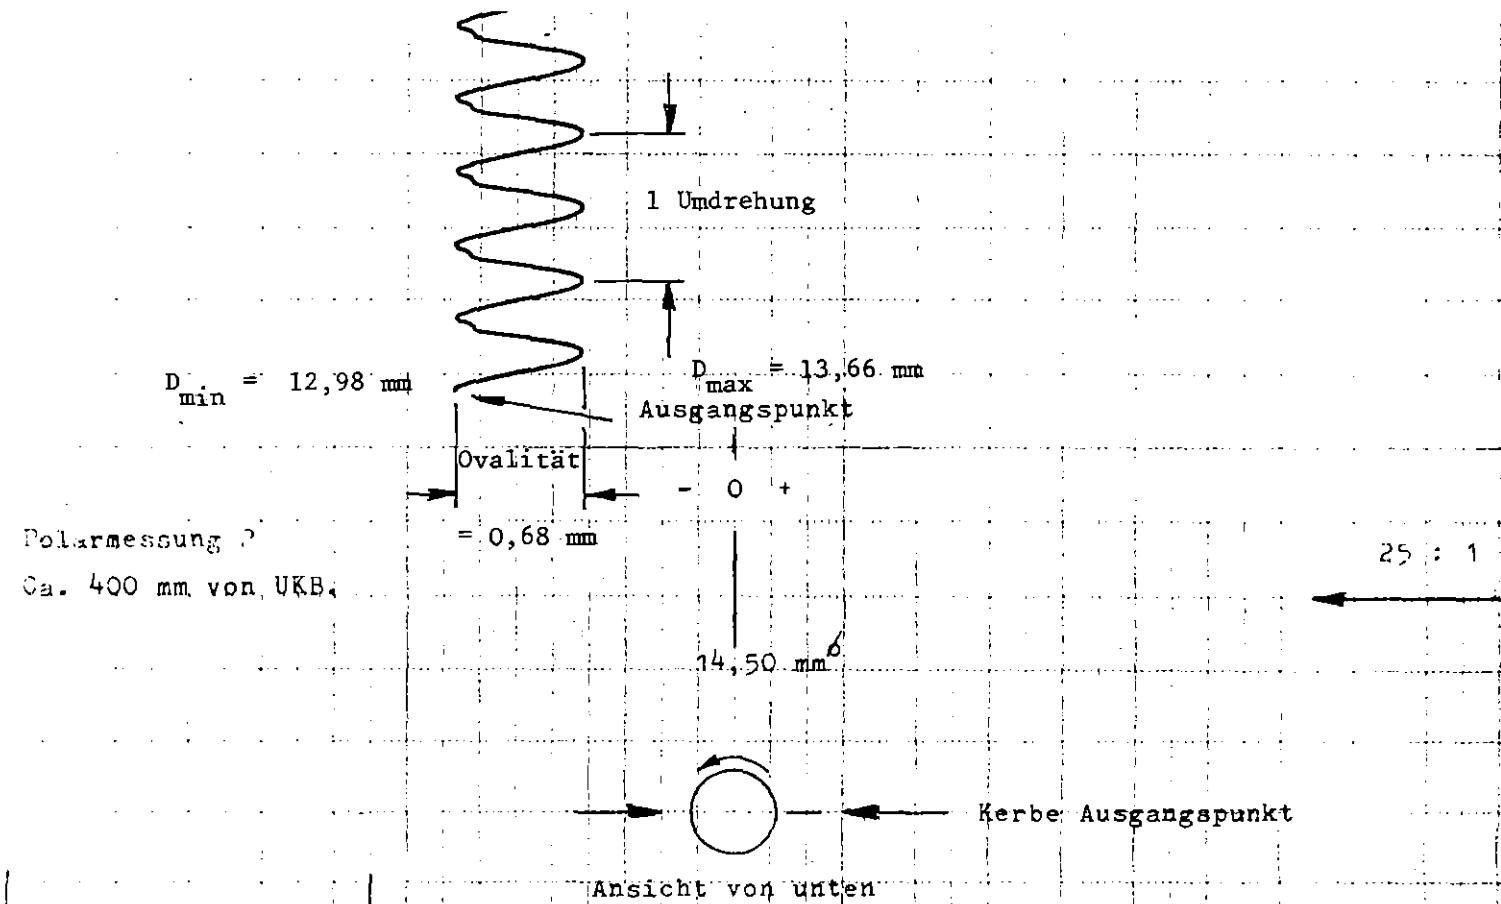 1 Umdrehung
D_min = 12,98 mm
D_max = 13,66 mm
Ausgangspunkt
Ovalität
- 0 +
= 0,68 mm
Polarmessung
Ca. 400 mm von UKB.
25 : 1
14,50 mm ø
Kerbe Ausgangspunkt
Ansicht von unten